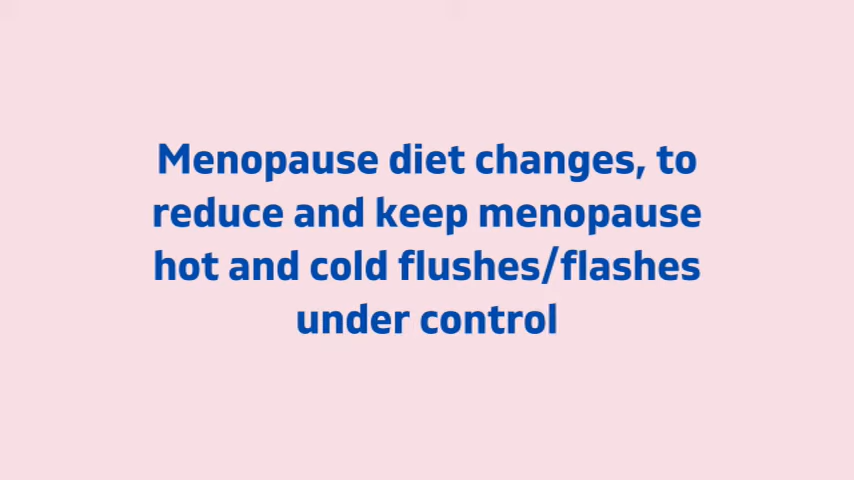 Menopause diet changes, to
reduce and keep menopause
hot and cold flushes/flashes
under control